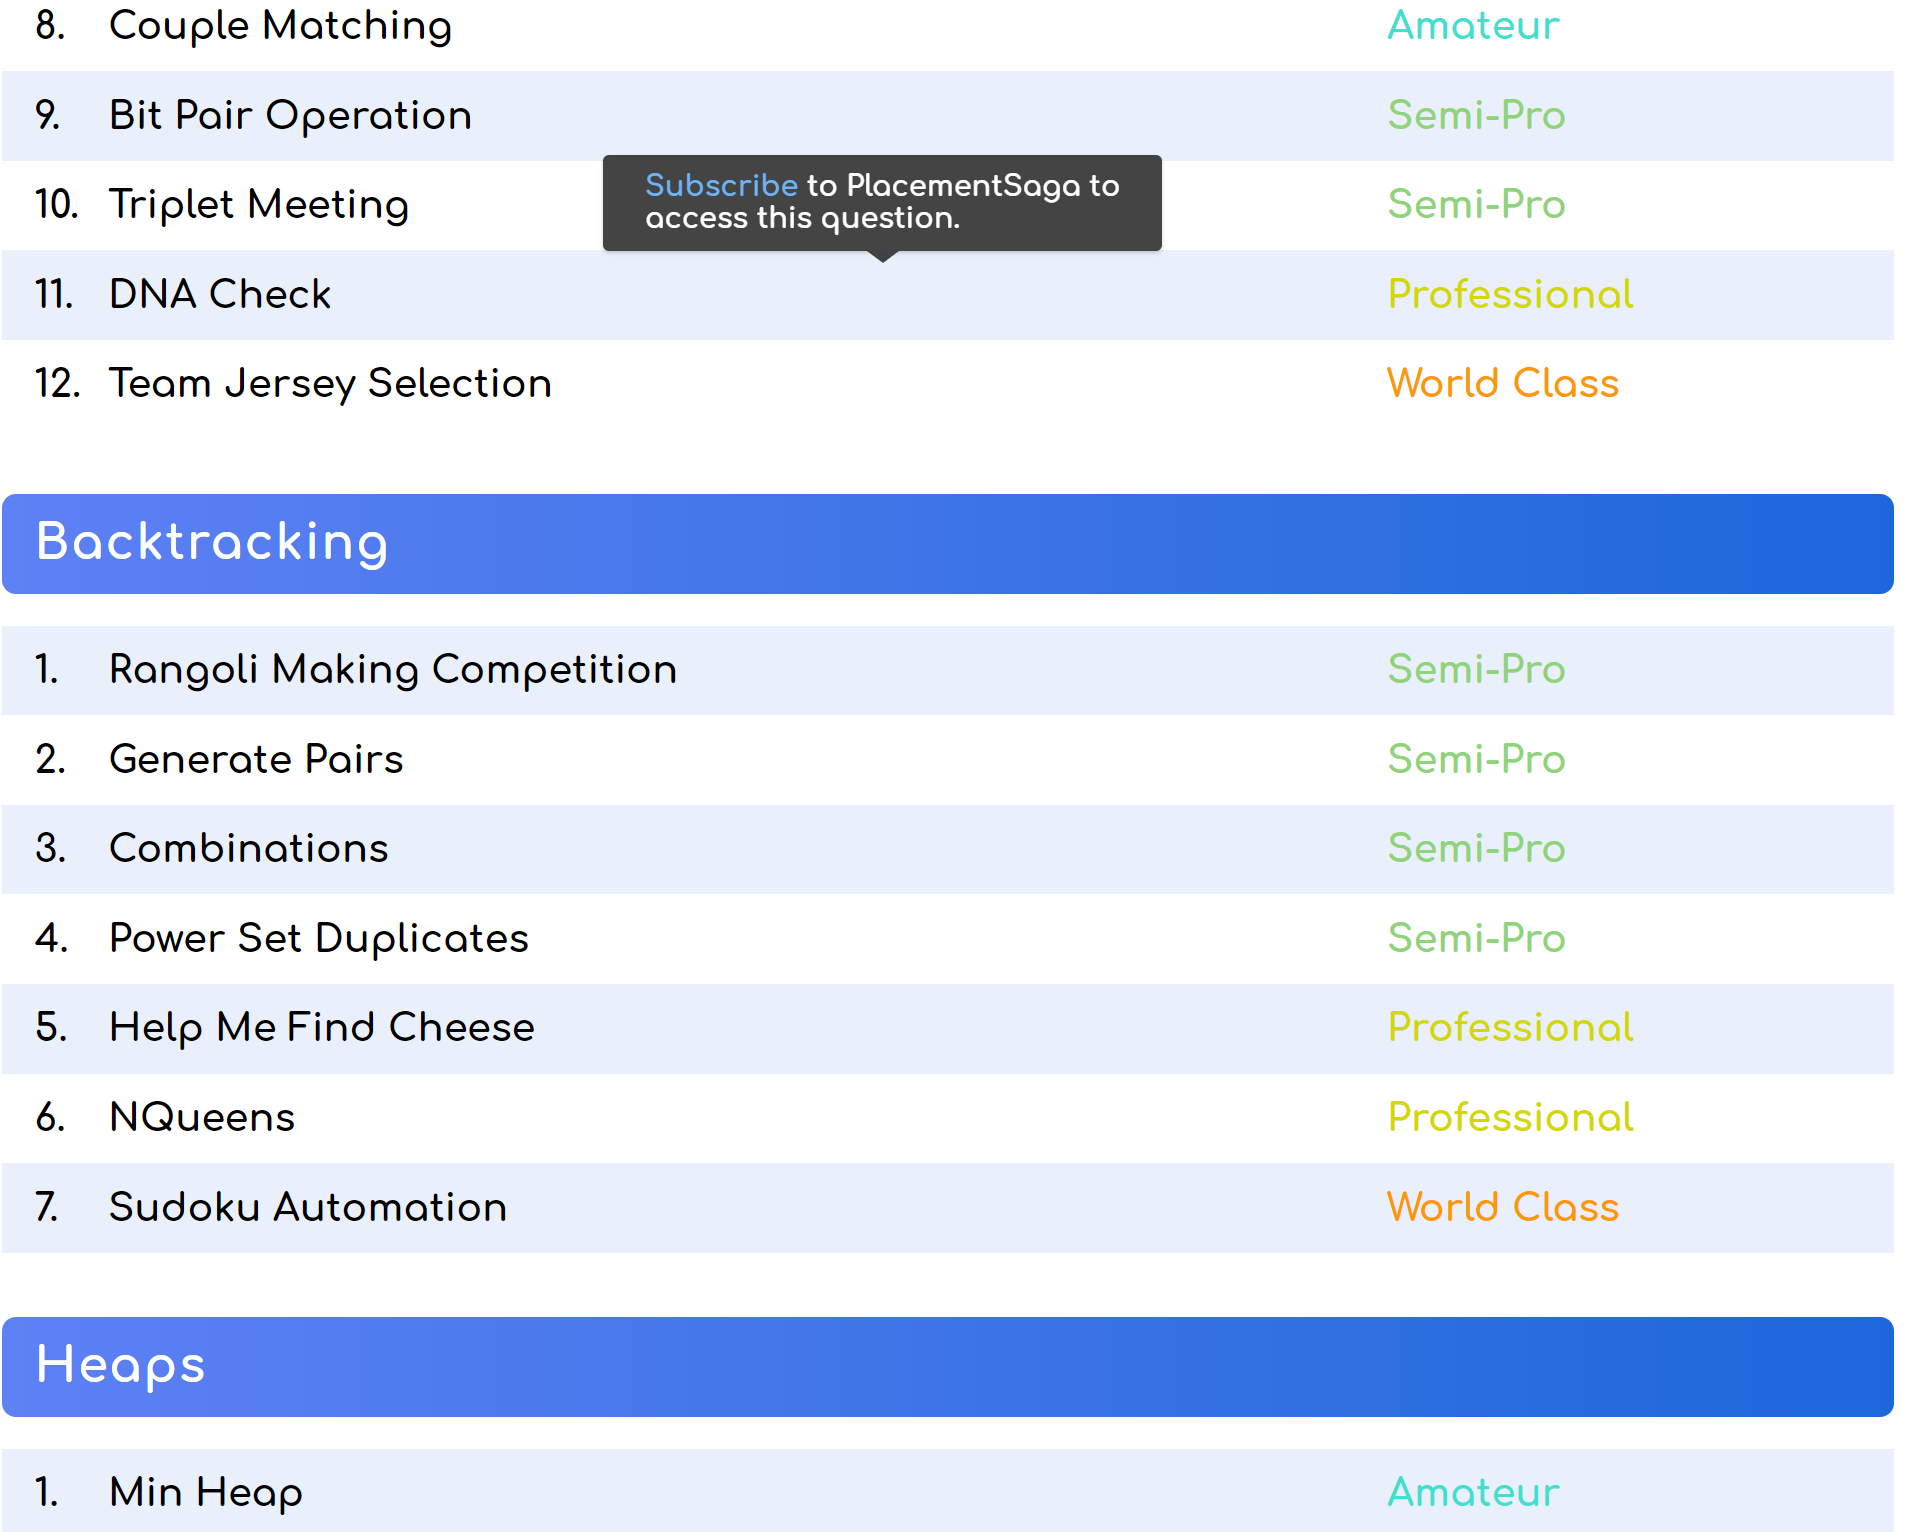 8. Couple Matching Amateur
9. Bit Pair Operation Semi-Pro
Subscribe to PlacementSaga to
access this question.
10. Triplet Meeting Semi-Pro
11. DNA Check Professional
12. Team Jersey Selection World Class
Backtracking
1. Rangoli Making Competition Semi-Pro
2. Generate Pairs Semi-Pro
3. Combinations Semi-Pro
4. Power Set Duplicates Semi-Pro
5. Help Me Find Cheese Professional
6. NQueens Professional
7. Sudoku Automation World Class
Heaps
1. Min Heap Amateur